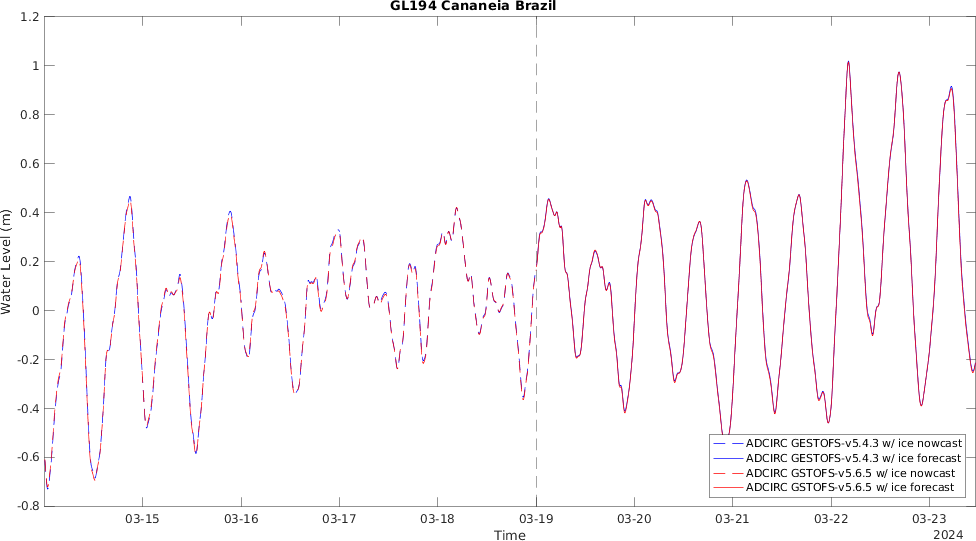 GL194 Cananeia Brazil
1.2
1
0.8
0.6
0.4
0.2
0
-0.2
-0.4
-0.6
-0.8
Water Level (m)
ADCIRC GESTOFS-v5.4.3 w/ ice nowcast
ADCIRC GESTOFS-v5.4.3 w/ ice forecast
ADCIRC GSTOFS-v5.6.5 w/ ice nowcast
ADCIRC GSTOFS-v5.6.5 w/ ice forecast
03-15 03-16 03-17 03-18 03-19 03-20 03-21 03-22 03-23
Time
2024